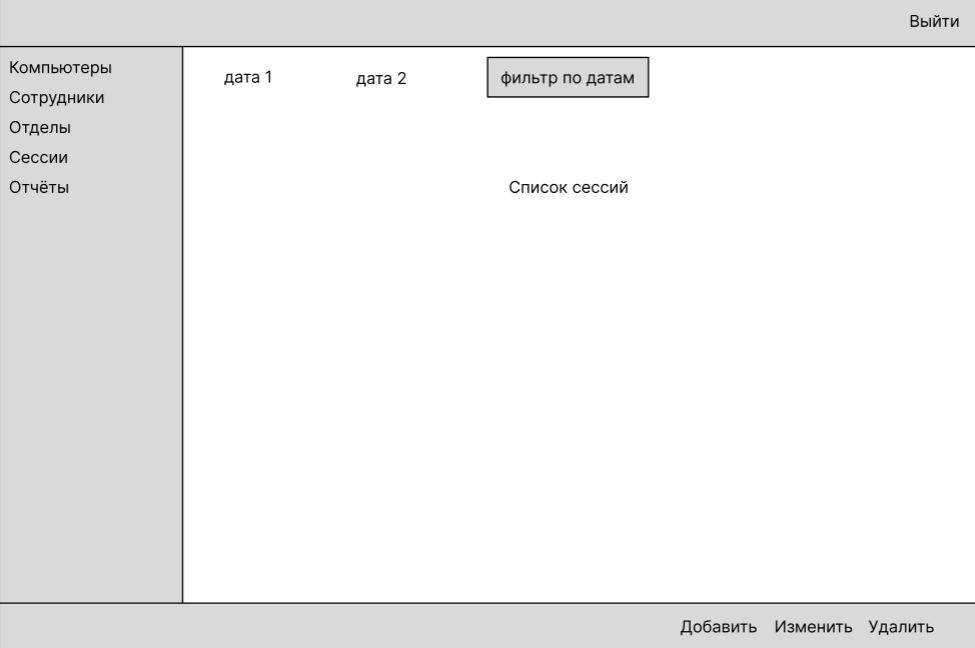 Выйти
Компьютеры
Сотрудники
Отделы
Сессии
Отчёты
дата 1
дата 2
фильтр по датам
Список сессий
Добавить Изменить Удалить